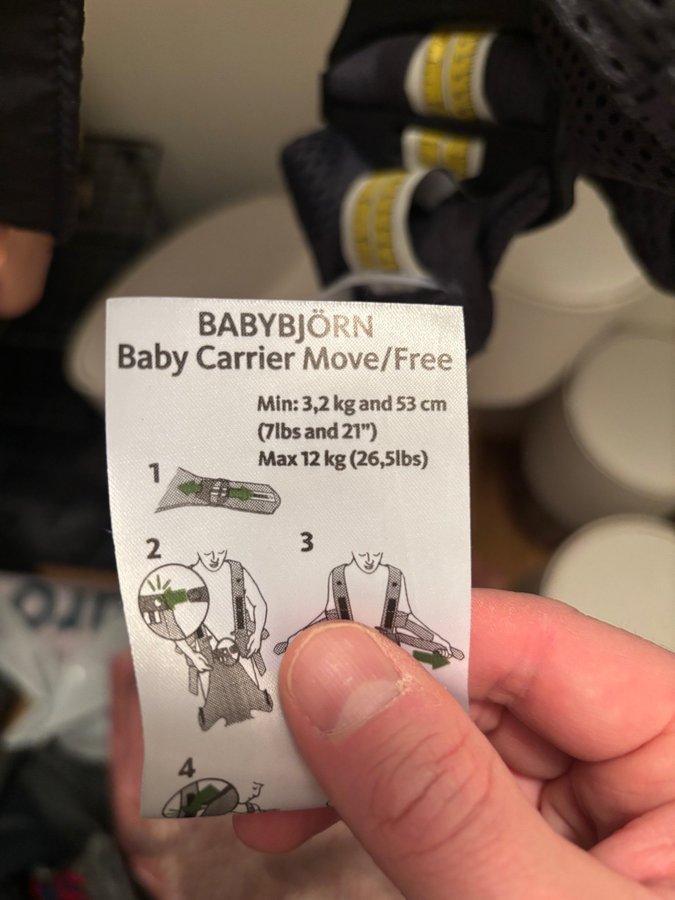 BABYBJÖRN
Baby Carrier Move/Free
Min: 3,2 kg and 53 cm
(7lbs and 21”)
Max 12 kg (26,5lbs)
1
2
3
4